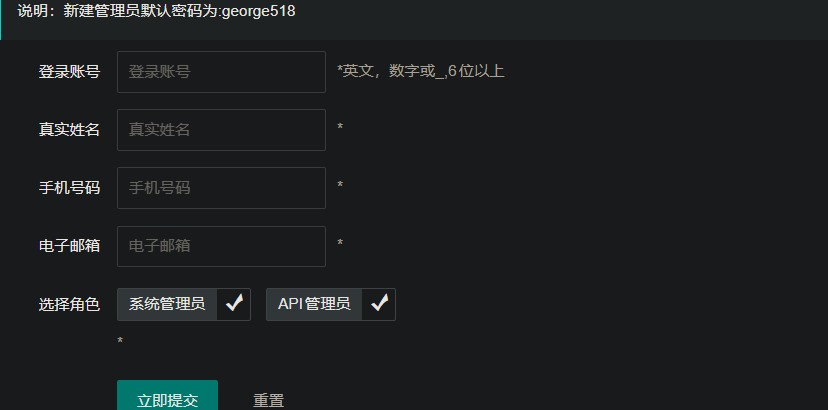 说明：新建管理员默认密码为:george518
登录账号 登录账号 *英文，数字或_,6位以上
真实姓名 真实姓名 *
手机号码 手机号码 *
电子邮箱 电子邮箱 *
选择角色 系统管理员 API管理员
*
立即提交 重置